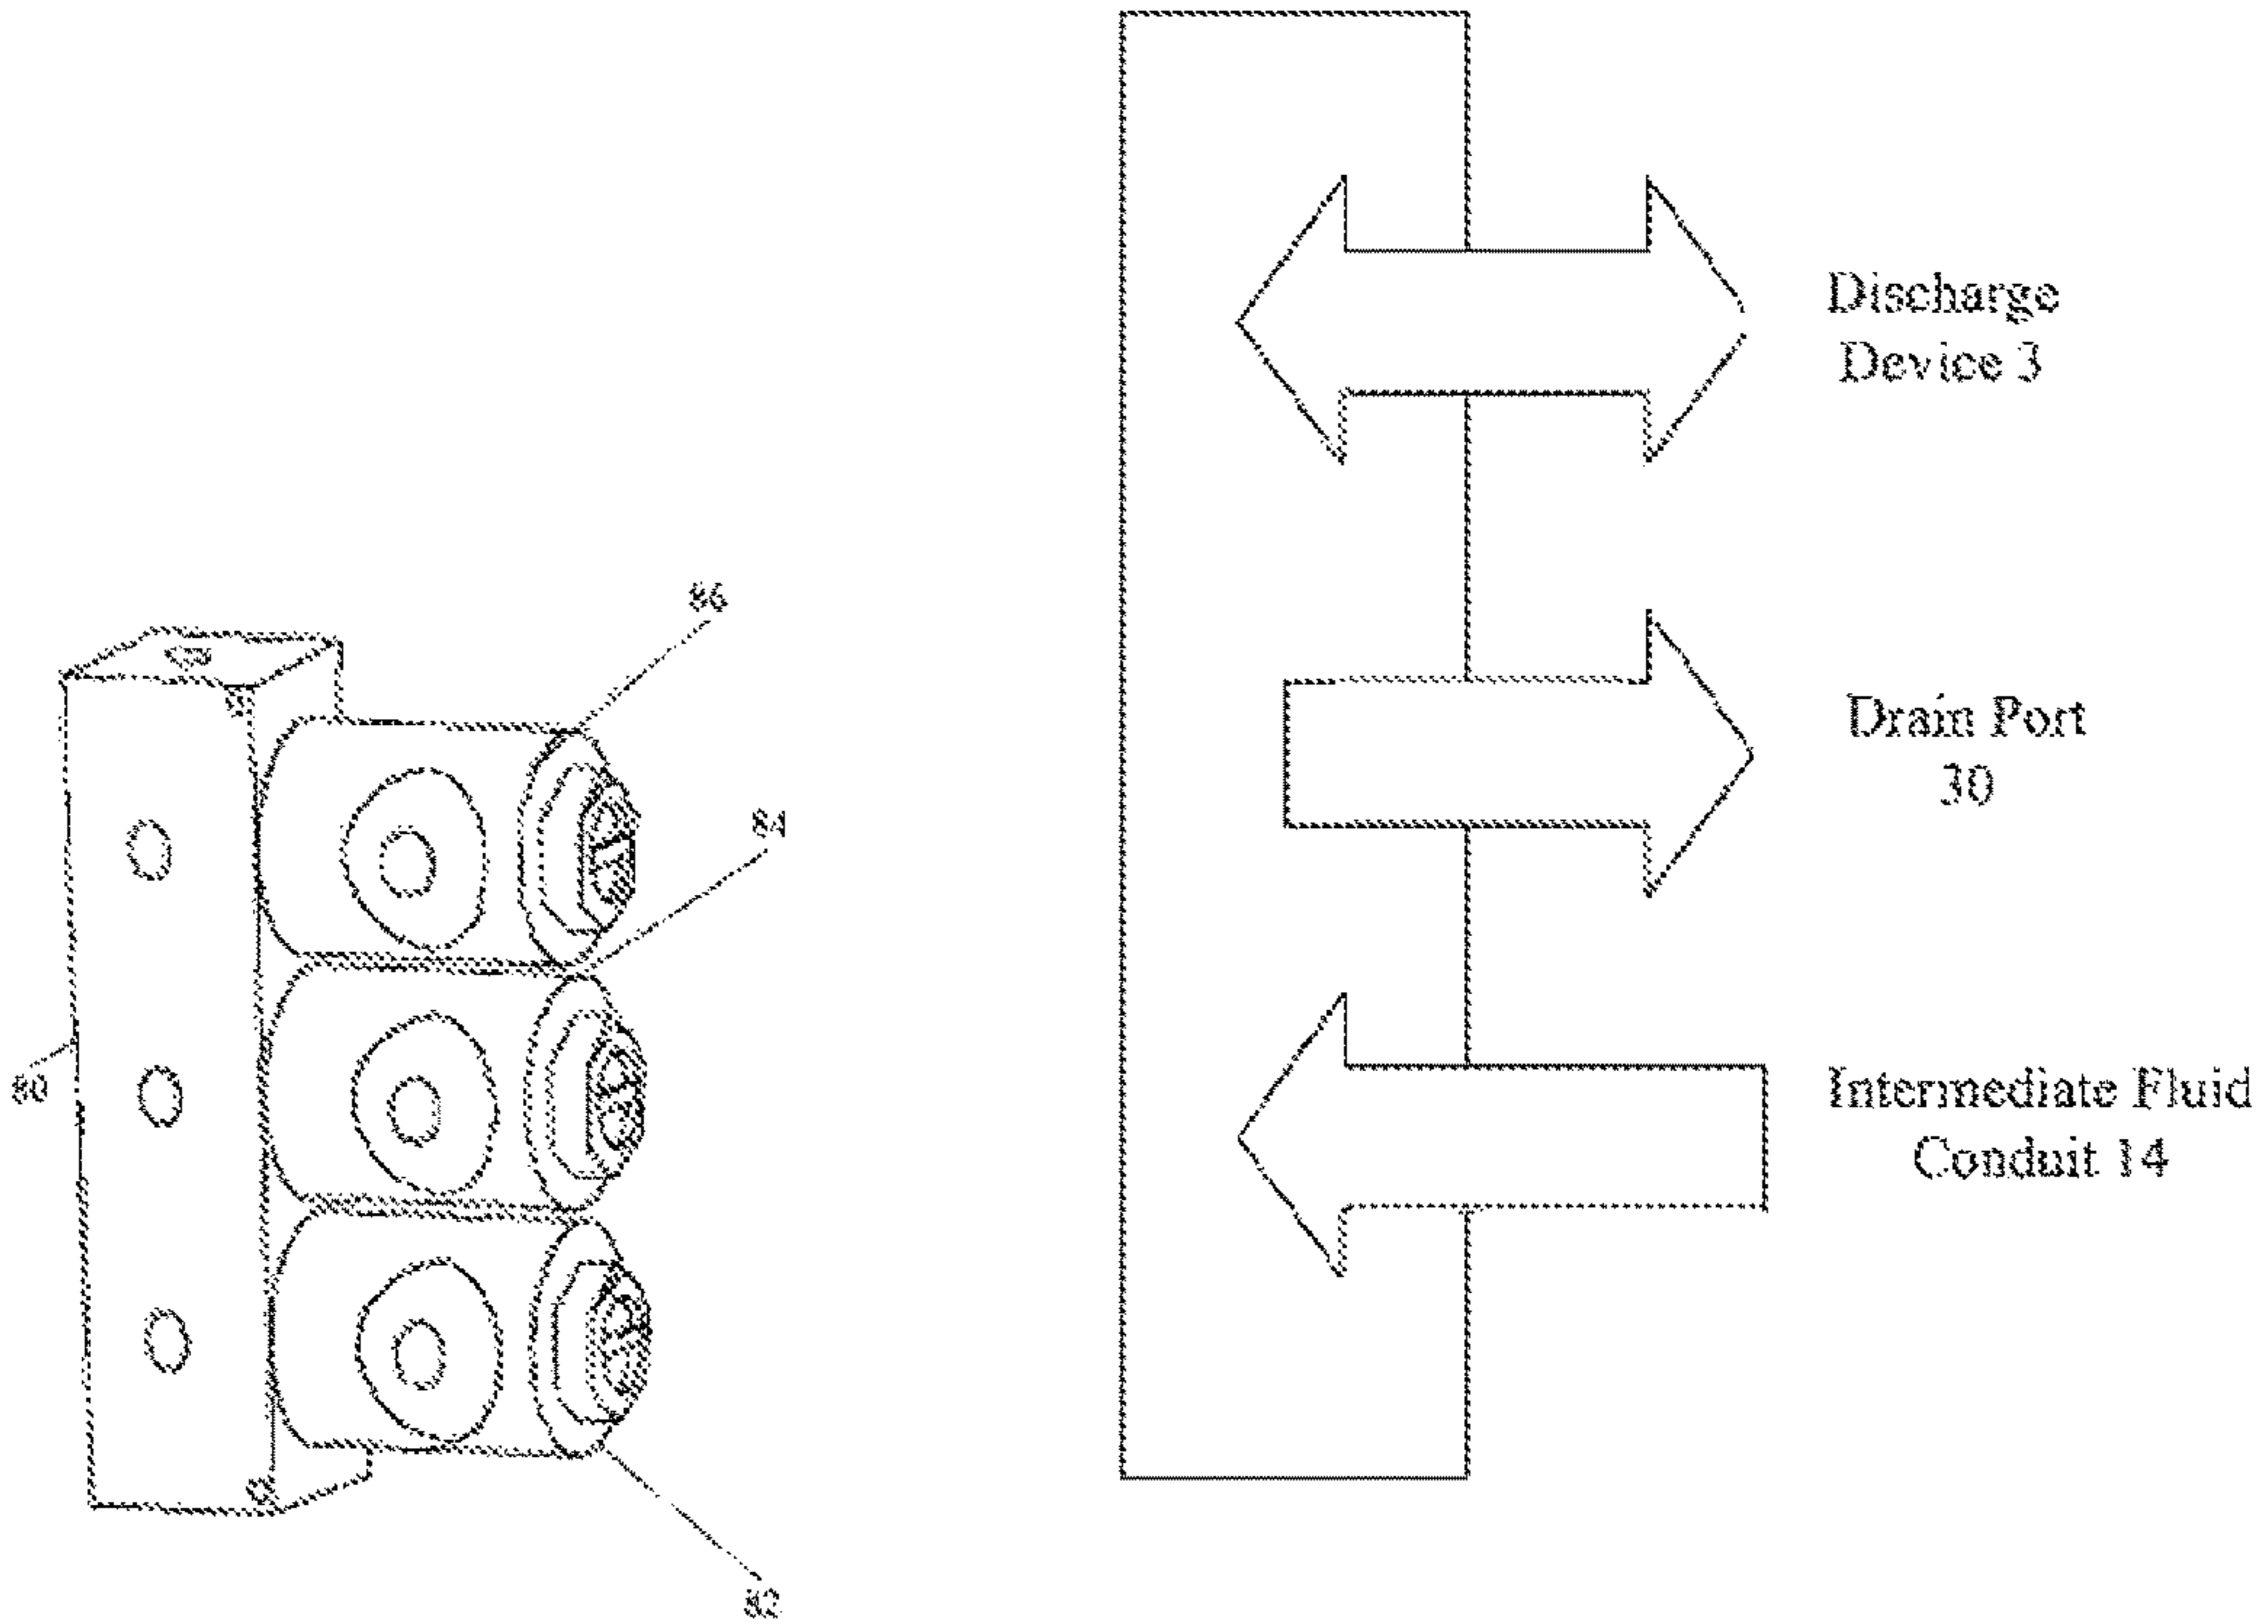 Discharge
Device 3
86
Drain Port
30
84
80
Intermediate Fluid
Conduit 14
82